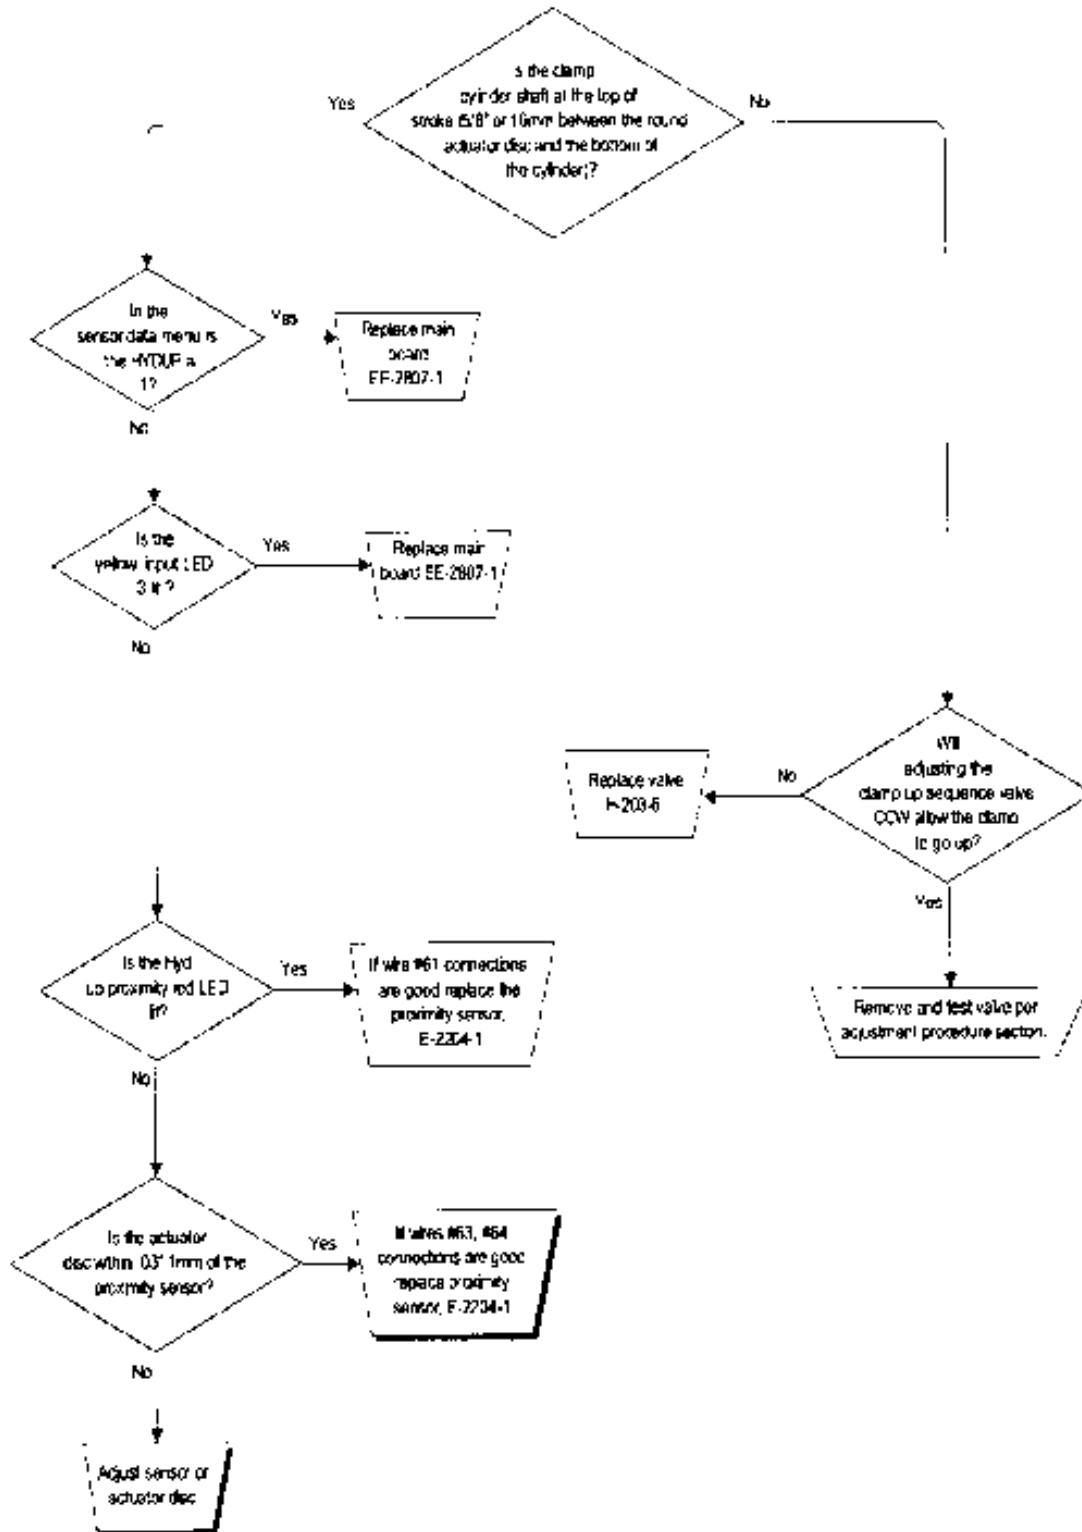 Is the clamp
cylinder shaft at the top of
stroke (5/8" or 16mm between the round
actuator disc and the bottom of
the cylinder)?
Yes
No
In the
sensor data menu is
the HYDUP a
1?
Yes
Replace main
board
EE-2807-1
No
Is the
yellow input LED
3 lit?
Yes
Replace main
board EE-2807-1
No
Will
adjusting the
clamp up sequence valve
CCW allow the clamp
to go up?
No
Replace valve
H-203-6
Yes
Remove and test valve per
adjustment procedure section.
Is the Hyd
up proximity red LED
lit?
Yes
If wire #61 connections
are good replace the
proximity sensor,
E-2204-1
No
Is the actuator
disc within .03" 1mm of the
proximity sensor?
Yes
If wires #63, #64
connections are good
replace proximity
sensor, E-2204-1
No
Adjust sensor or
actuator disc